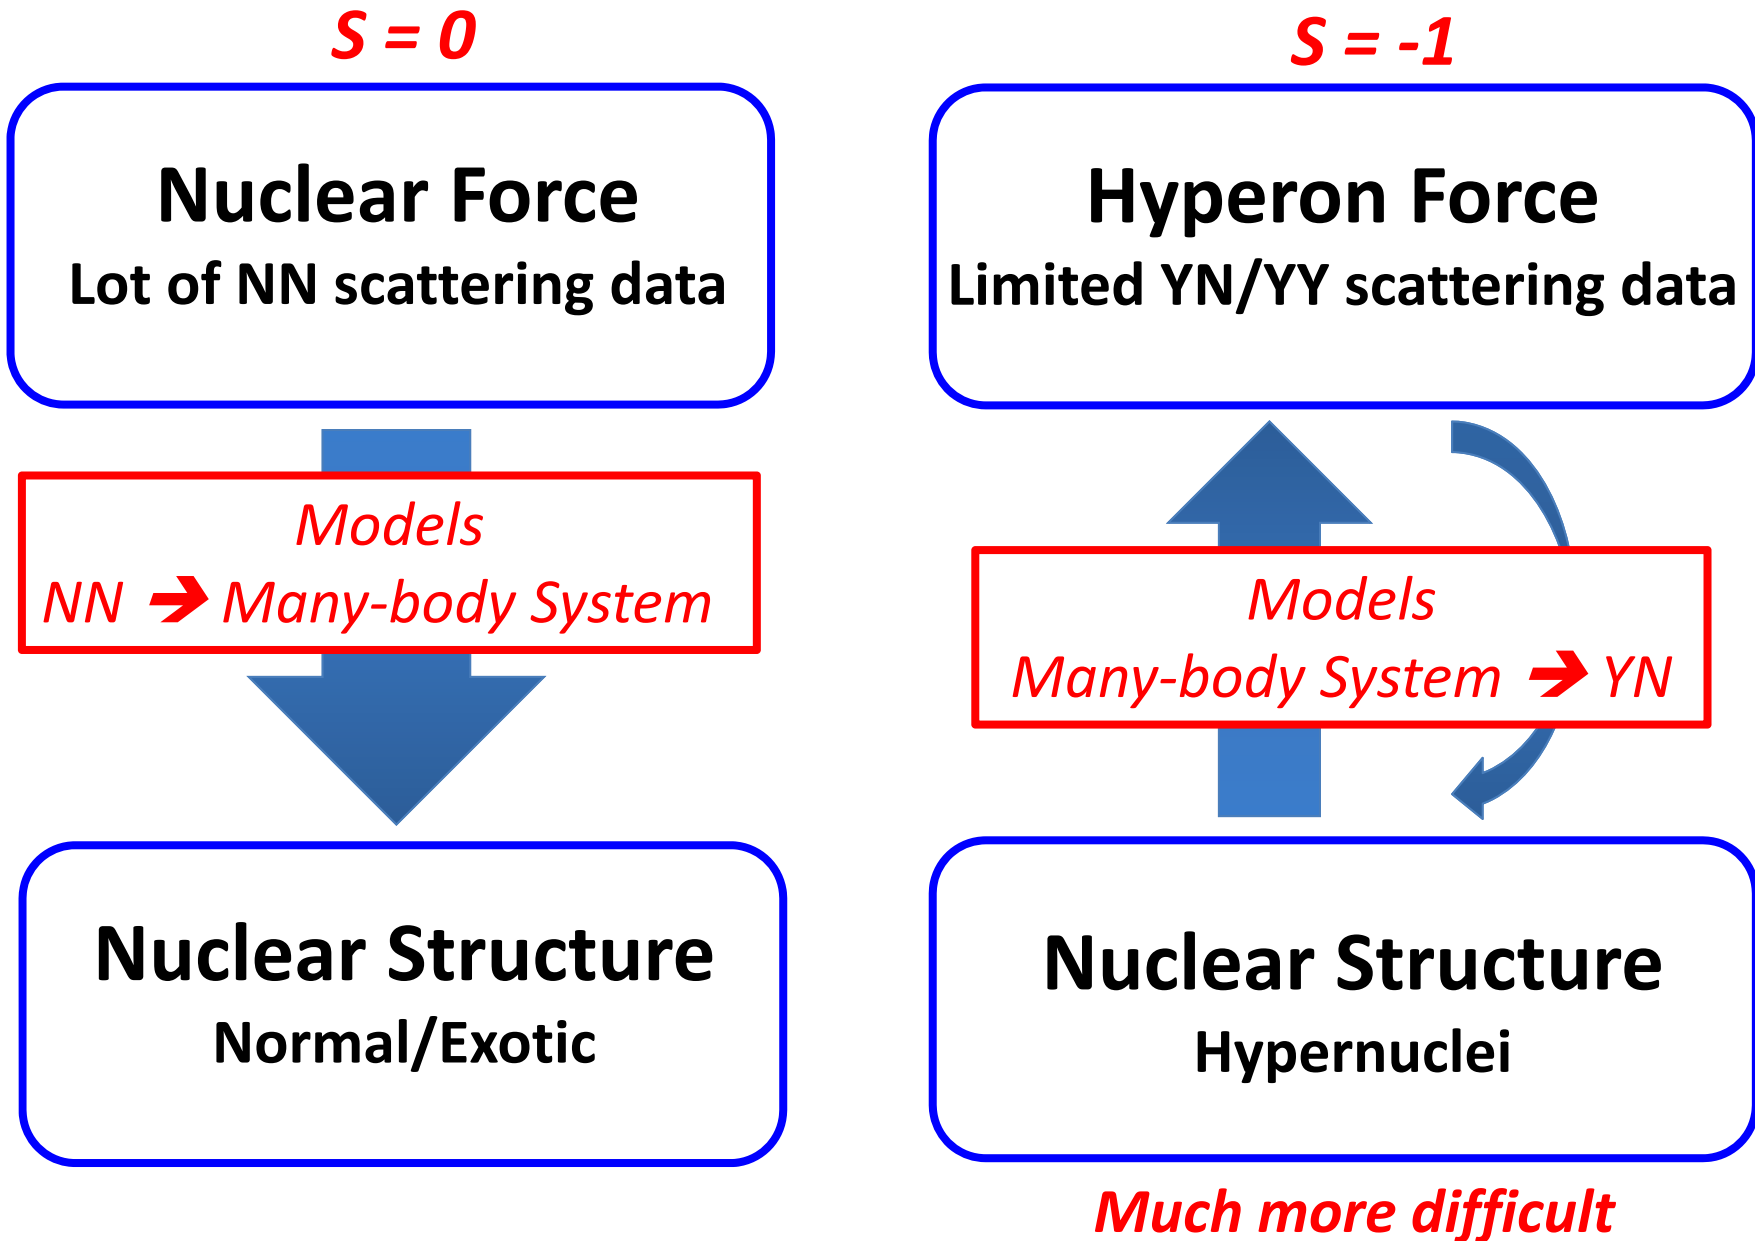 S = 0
Nuclear Force
Lot of NN scattering data
Models
NN ➔ Many-body System
Nuclear Structure
Normal/Exotic
S = -1
Hyperon Force
Limited YN/YY scattering data
Models
Many-body System ➔ YN
Nuclear Structure
Hypernuclei
Much more difficult